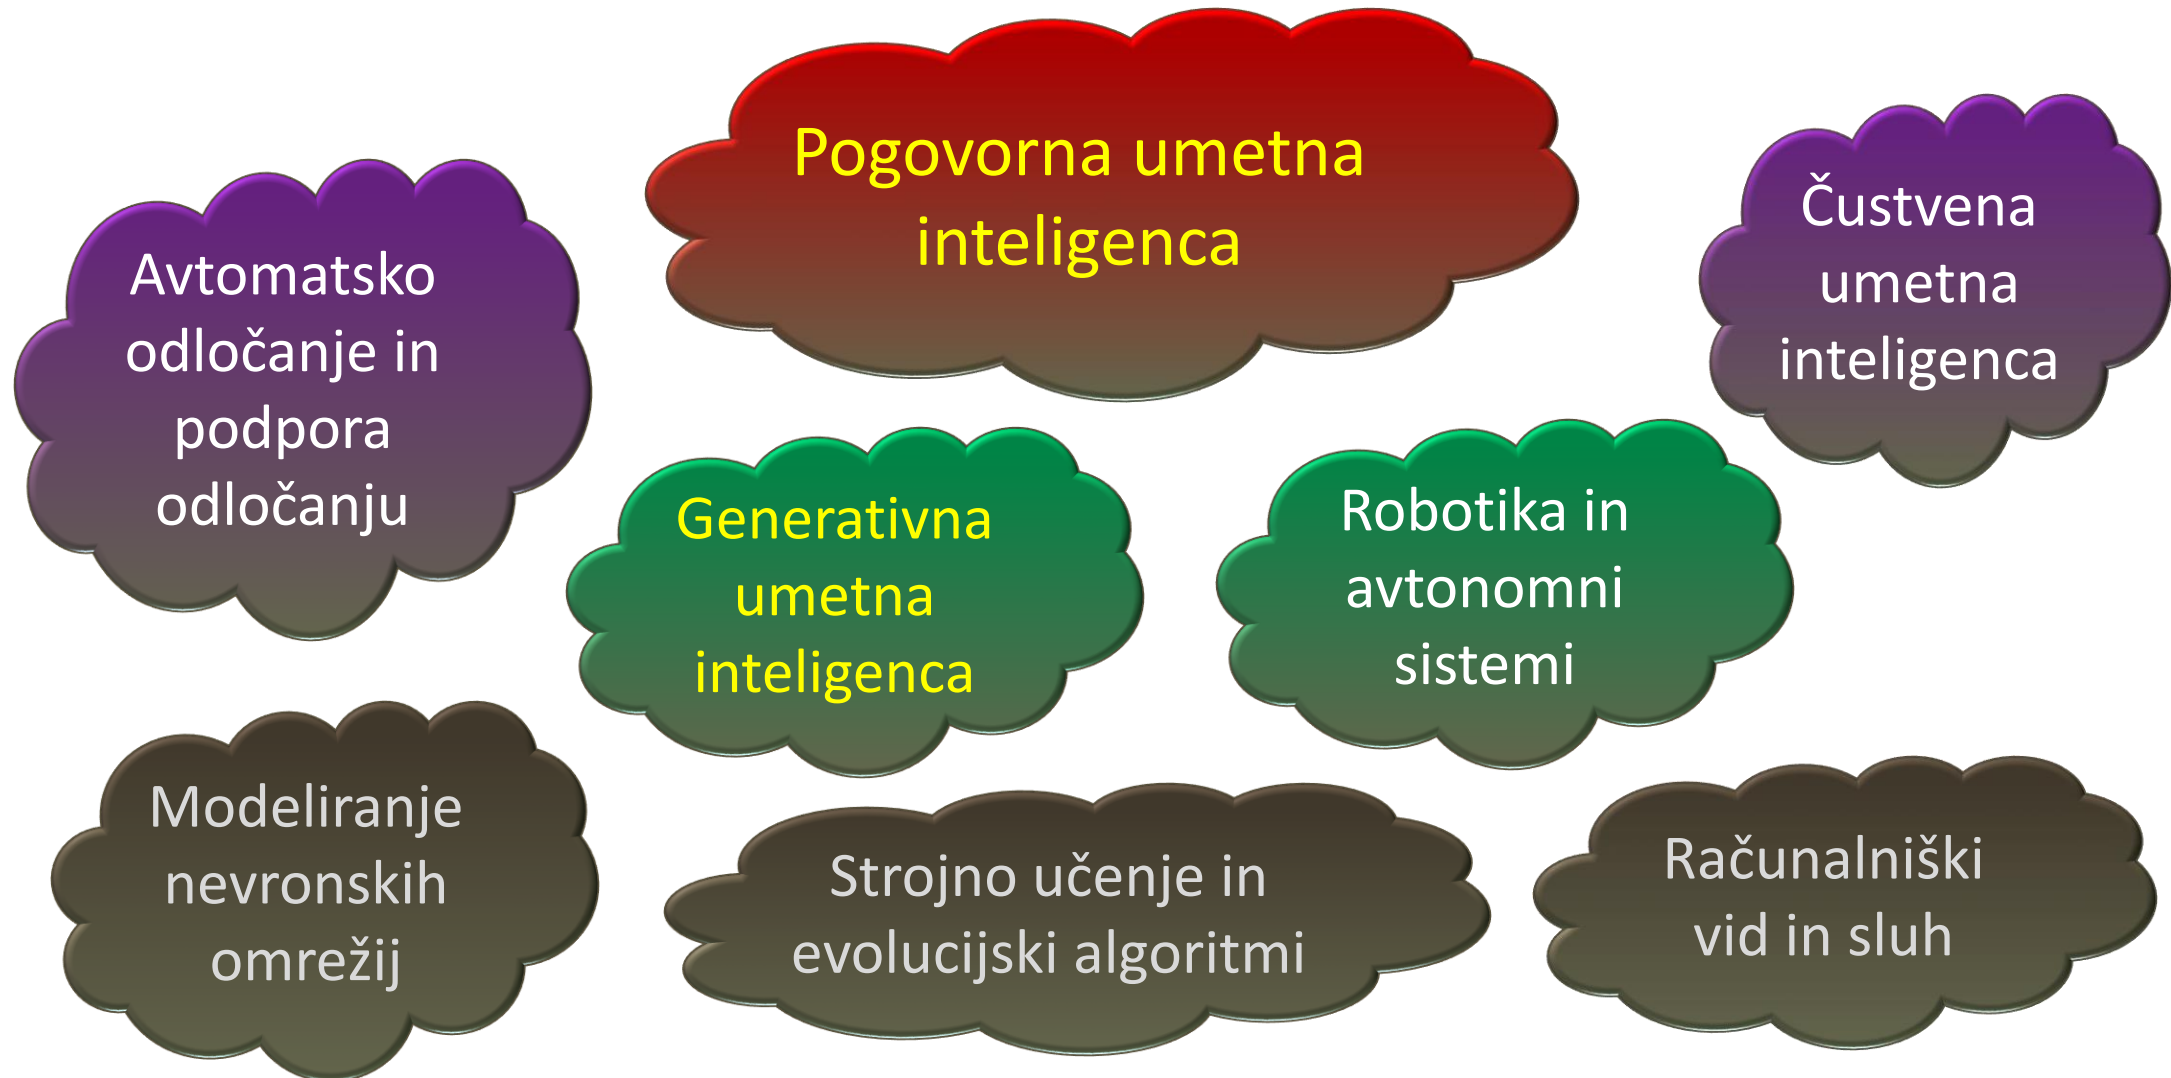 Pogovorna umetna
inteligenca
Avtomatsko
odločanje in
podpora
odločanju
Čustvena
umetna
inteligenca
Generativna
umetna
inteligenca
Robotika in
avtonomni
sistemi
Modeliranje
nevronskih
omrežij
Strojno učenje in
evolucijski algoritmi
Računalniški
vid in sluh